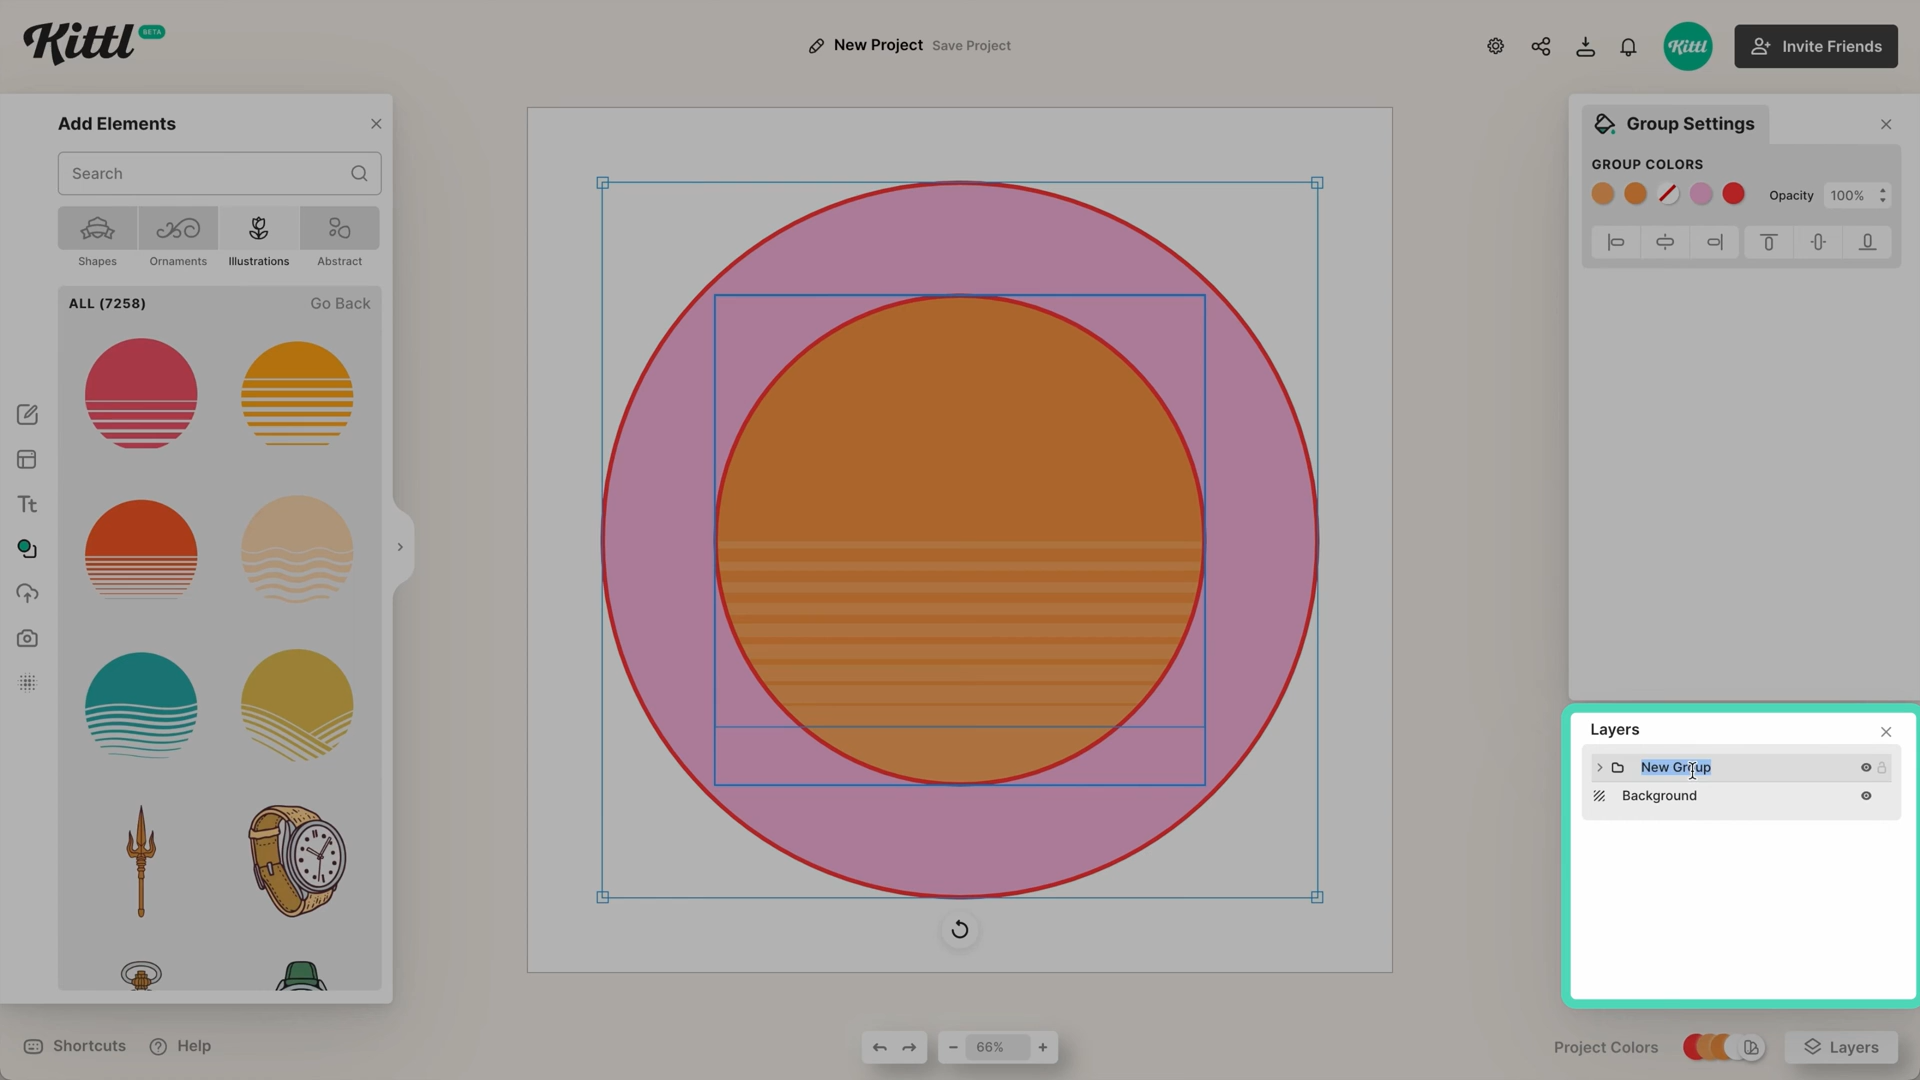 Kittl BETA
New Project Save Project
Kittl
Invite Friends
Add Elements
Search
Shapes Ornaments Illustrations Abstract
ALL (7258) Go Back
Tt
Group Settings
GROUP COLORS
Opacity 100%
Layers
New Group
Background
Shortcuts Help
66%
Project Colors Layers